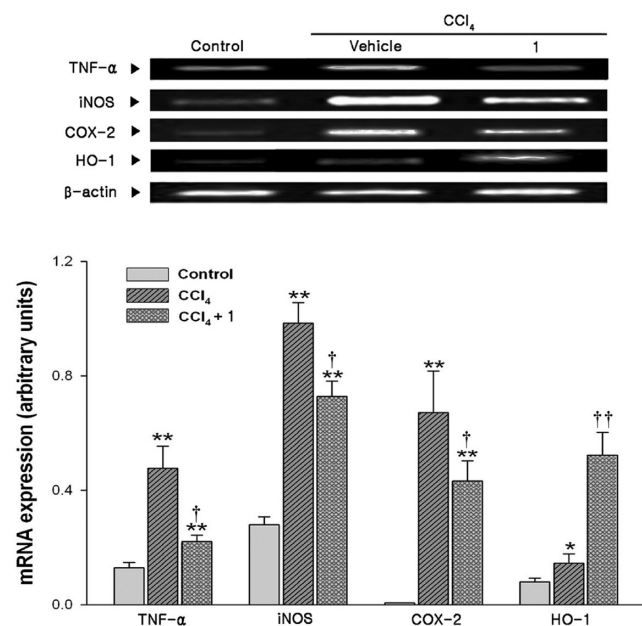 CCl₄
Control Vehicle 1
TNF-α ►
iNOS ►
COX-2 ►
HO-1 ►
β-actin ►
mRNA expression (arbitrary units)
1.2
0.8
0.4
0.0
Control
CCl₄
CCl₄ + 1
** † ** ** † ** ** † ** * ††
TNF-α iNOS COX-2 HO-1